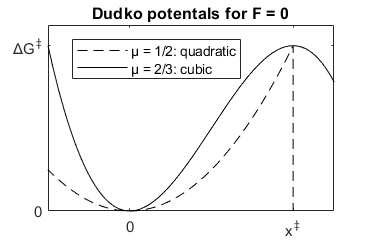 Dudko potentals for F = 0
ΔG‡
μ = 1/2: quadratic
μ = 2/3: cubic
0
0
x‡